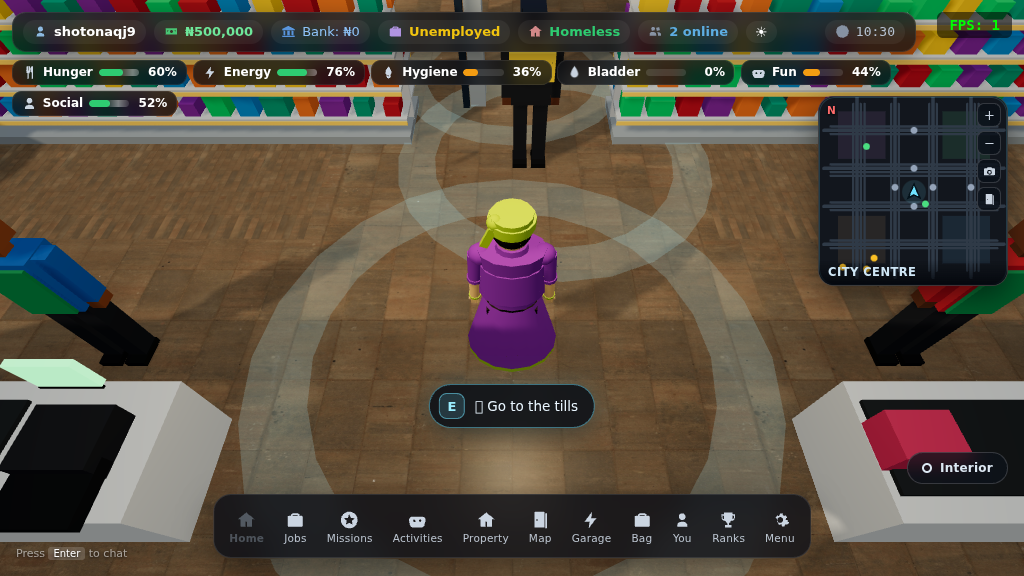 shotonaqj9
₦500,000
Bank: ₦0
Unemployed
Homeless
2 online
10:30
FPS: 1
Hunger 60%
Energy 76%
Hygiene 36%
Bladder 0%
Fun 44%
Social 52%
N
CITY CENTRE
E Go to the tills
Interior
Home
Jobs
Missions
Activities
Property
Map
Garage
Bag
You
Ranks
Menu
Press Enter to chat